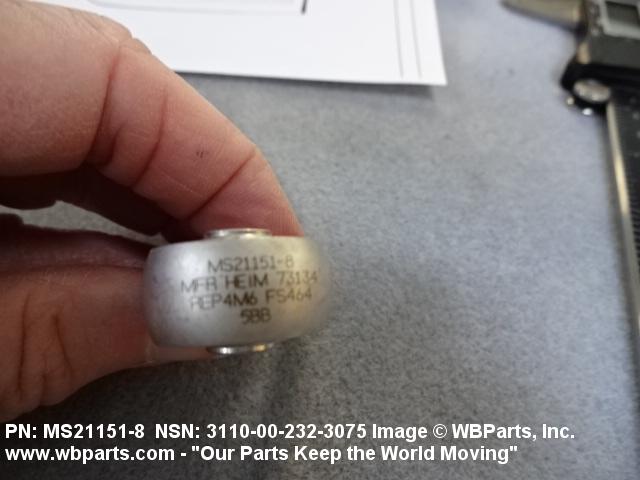 MS21151-8
MFR HEIM 73134
REP4M6 FS464
5BB
PN: MS21151-8 NSN: 3110-00-232-3075 Image © WBParts, Inc.
www.wbparts.com - "Our Parts Keep the World Moving"